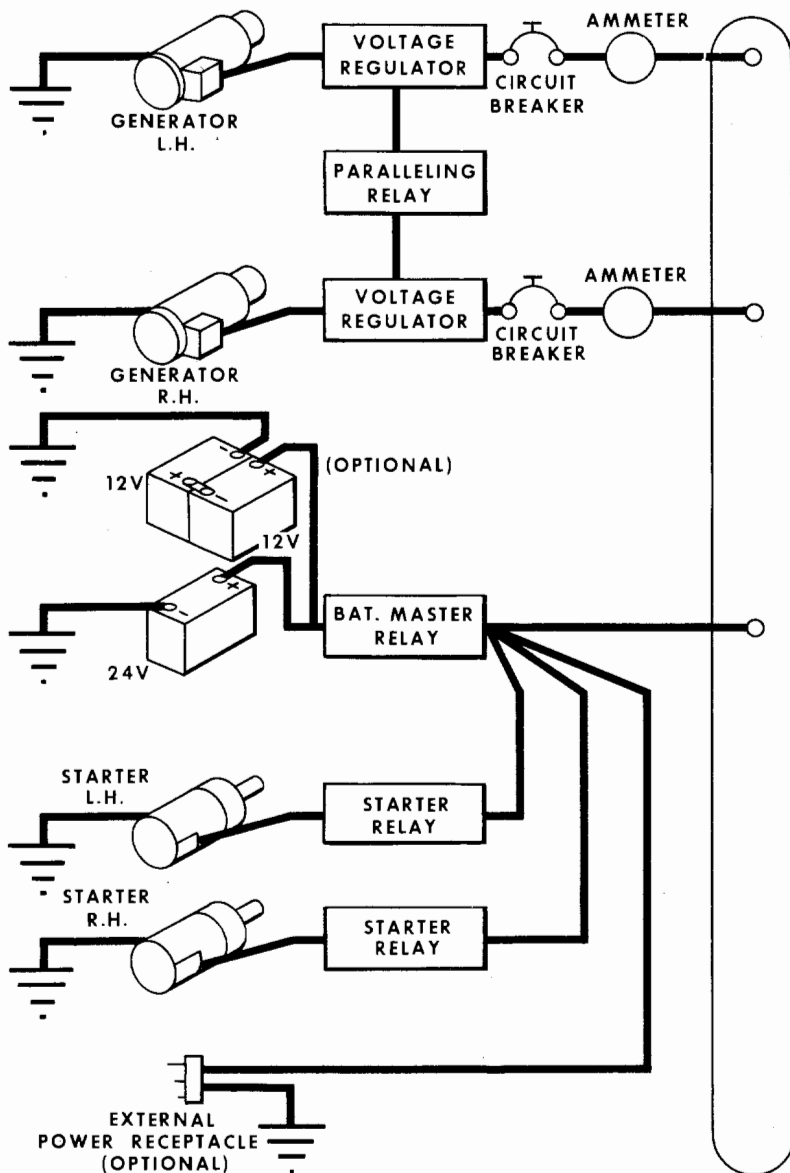 AMMETER
VOLTAGE
REGULATOR
CIRCUIT
BREAKER
GENERATOR
L.H.
PARALLELING
RELAY
AMMETER
VOLTAGE
REGULATOR
CIRCUIT
BREAKER
GENERATOR
R.H.
- +
+ -
(OPTIONAL)
12V
12V
+
-
BAT. MASTER
RELAY
24V
STARTER
L.H.
STARTER
RELAY
STARTER
R.H.
STARTER
RELAY
EXTERNAL
POWER RECEPTACLE
(OPTIONAL)